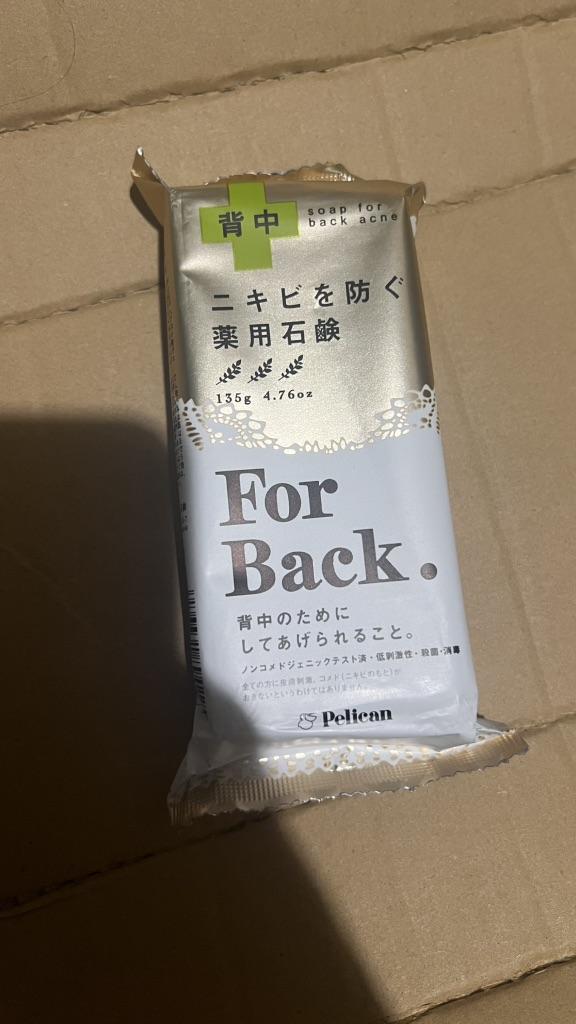 背中
soap for
back acne
ニキビを防ぐ
薬用石鹸
135g 4.76oz
For
Back.
背中のために
してあげられること。
ノンコメドジェニックテスト済・低刺激性・殺菌・消毒
全ての方に皮膚刺激、コメド(ニキビのもと)が
おきないというわけではありません。
Pelican